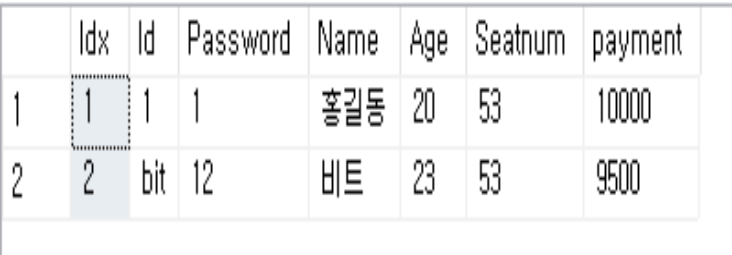 Idx Id Password Name Age Seatnum payment
1 1 1 1 홍길동 20 53 10000
2 2 bit 12 비트 23 53 9500